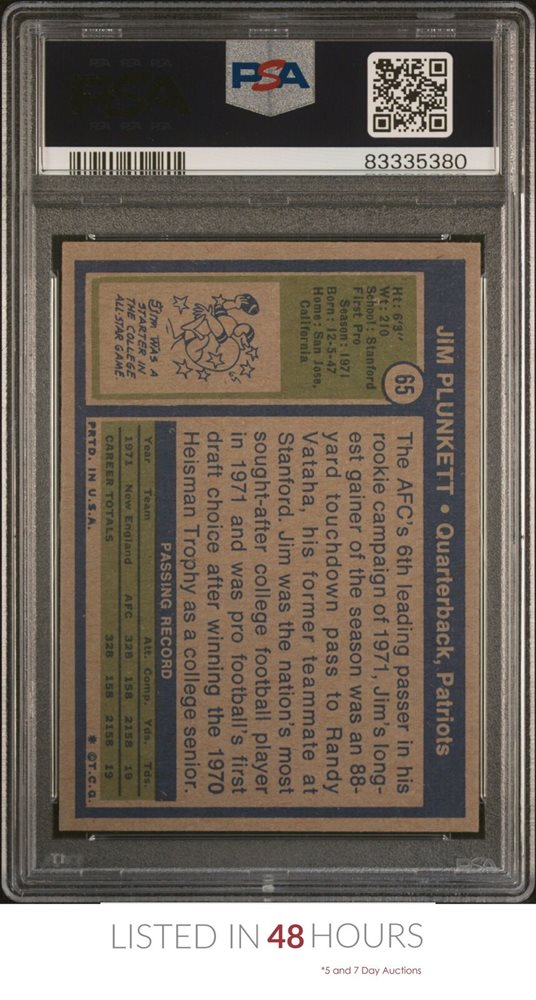 PSA
83335380
JIM PLUNKETT • Quarterback, Patriots
65
Ht: 6'3"
Wt: 210
School: Stanford
First Pro
Season: 1971
Born: 12-5-47
Home: San Jose,
California
JIM WAS A
STARTER IN
THE COLLEGE
ALL-STAR GAME
The AFC's 6th leading passer in his
rookie campaign of 1971, Jim's long-
est gainer of the season was an 88-
yard touchdown pass to Randy
Vataha, his former teammate at
Stanford. Jim was the nation's most
sought-after college football player
in 1971 and was pro football's first
draft choice after winning the 1970
Heisman Trophy as a college senior.
PASSING RECORD
Year Team Att. Comp. Yds. Tds.
1971 New England AFC 328 158 2158 19
CAREER TOTALS 328 158 2158 19
PRTD. IN U.S.A. * ©T.C.G.
PSA
LISTED IN 48 HOURS
*5 and 7 Day Auctions